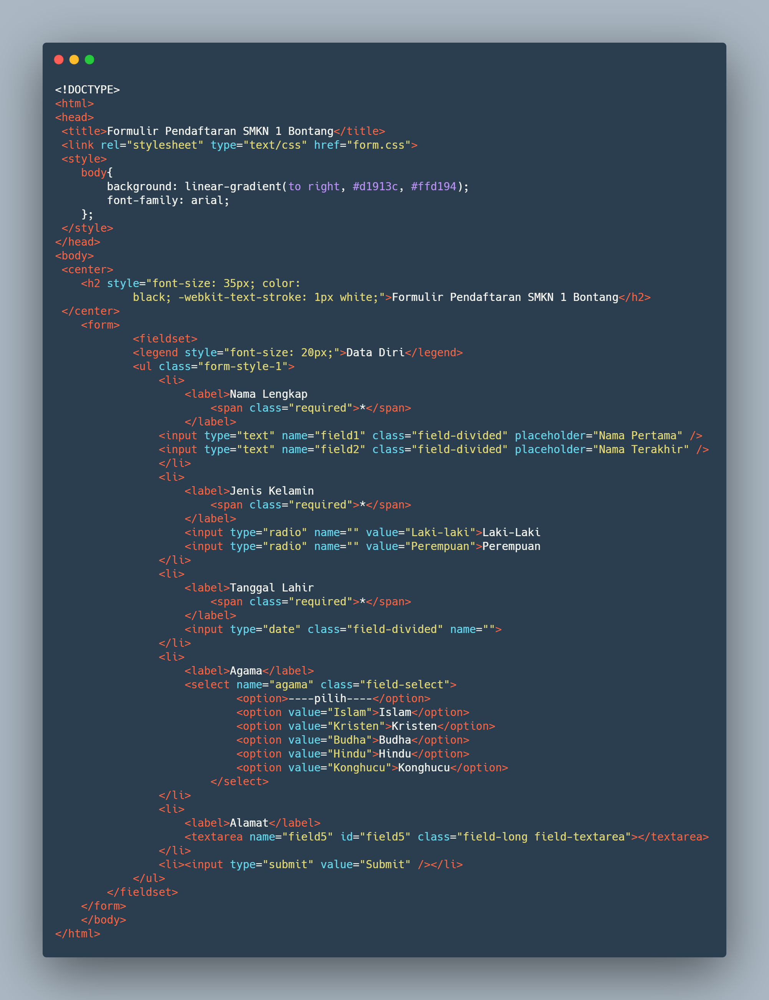 <!DOCTYPE>
<html>
<head>
 <title>Formulir Pendaftaran SMKN 1 Bontang</title>
 <link rel="stylesheet" type="text/css" href="form.css">
 <style>
    body{
        background: linear-gradient(to right, #d1913c, #ffd194);
        font-family: arial;
    };
 </style>
</head>
<body>
 <center>
    <h2 style="font-size: 35px; color:
            black; -webkit-text-stroke: 1px white;">Formulir Pendaftaran SMKN 1 Bontang</h2>
 </center>
    <form>
            <fieldset>
            <legend style="font-size: 20px;">Data Diri</legend>
            <ul class="form-style-1">
                <li>
                    <label>Nama Lengkap
                        <span class="required">*</span>
                    </label>
                <input type="text" name="field1" class="field-divided" placeholder="Nama Pertama" />
                <input type="text" name="field2" class="field-divided" placeholder="Nama Terakhir" />
                </li>
                <li>
                    <label>Jenis Kelamin
                        <span class="required">*</span>
                    </label>
                    <input type="radio" name="" value="Laki-laki">Laki-Laki
                    <input type="radio" name="" value="Perempuan">Perempuan
                </li>
                <li>
                    <label>Tanggal Lahir
                        <span class="required">*</span>
                    </label>
                    <input type="date" class="field-divided" name="">
                </li>
                <li>
                    <label>Agama</label>
                    <select name="agama" class="field-select">
                            <option>----pilih----</option>
                            <option value="Islam">Islam</option>
                            <option value="Kristen">Kristen</option>
                            <option value="Budha">Budha</option>
                            <option value="Hindu">Hindu</option>
                            <option value="Konghucu">Konghucu</option>
                        </select>
                </li>
                <li>
                    <label>Alamat</label>
                    <textarea name="field5" id="field5" class="field-long field-textarea"></textarea>
                </li>
                <li><input type="submit" value="Submit" /></li>
            </ul>
        </fieldset>
    </form>
    </body>
</html>